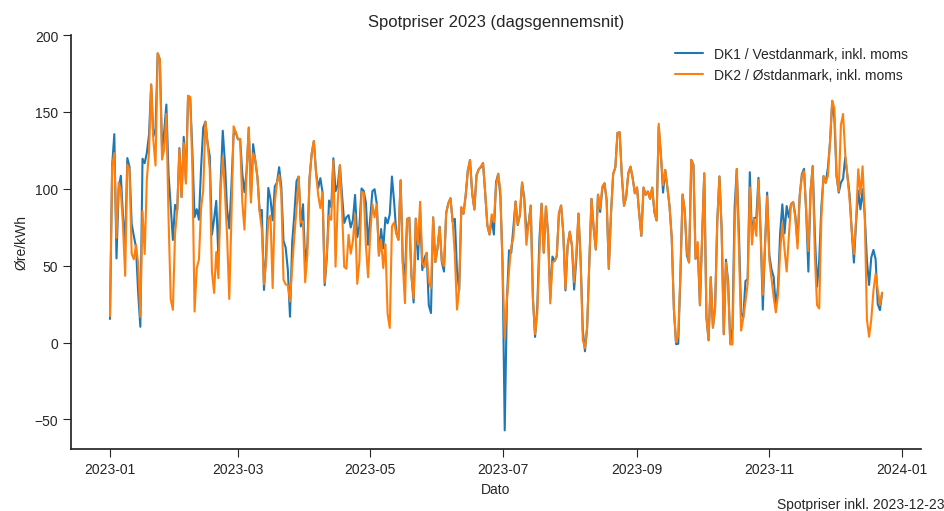 Spotpriser 2023 (dagsgennemsnit)
DK1 / Vestdanmark, inkl. moms
DK2 / Østdanmark, inkl. moms
Øre/kWh
200
150
100
50
0
−50
2023-01 2023-03 2023-05 2023-07 2023-09 2023-11 2024-01
Dato
Spotpriser inkl. 2023-12-23